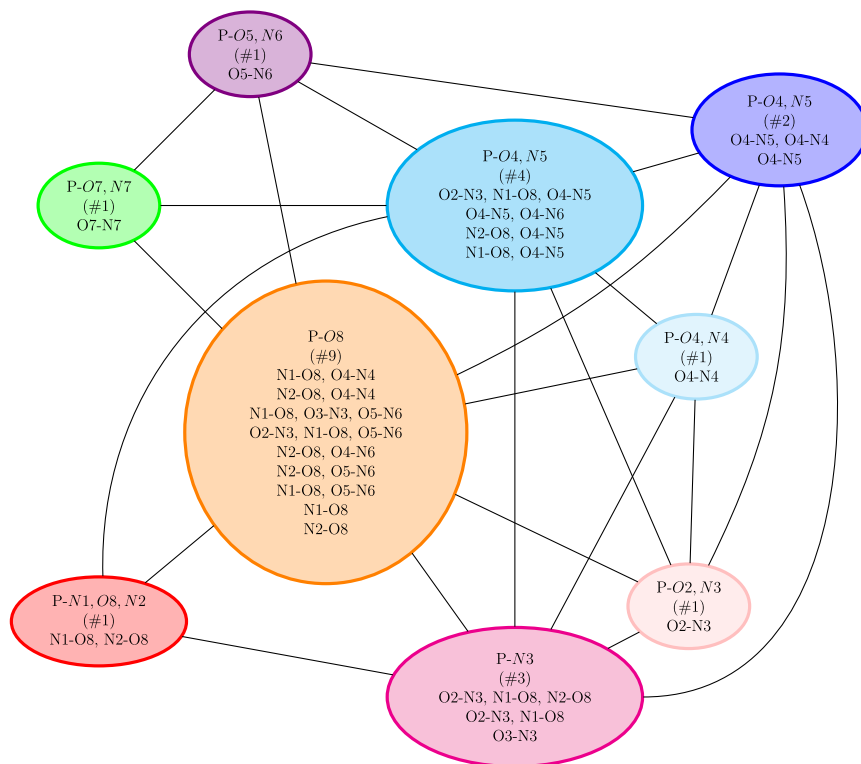 P-O5, N6
(#1)
O5-N6
P-O4, N5
(#2)
O4-N5, O4-N4
O4-N5
P-O4, N5
(#4)
O2-N3, N1-O8, O4-N5
O4-N5, O4-N6
N2-O8, O4-N5
N1-O8, O4-N5
P-O7, N7
(#1)
O7-N7
P-O8
(#9)
N1-O8, O4-N4
N2-O8, O4-N4
N1-O8, O3-N3, O5-N6
O2-N3, N1-O8, O5-N6
N2-O8, O4-N6
N2-O8, O5-N6
N1-O8, O5-N6
N1-O8
N2-O8
P-O4, N4
(#1)
O4-N4
P-N1, O8, N2
(#1)
N1-O8, N2-O8
P-O2, N3
(#1)
O2-N3
P-N3
(#3)
O2-N3, N1-O8, N2-O8
O2-N3, N1-O8
O3-N3